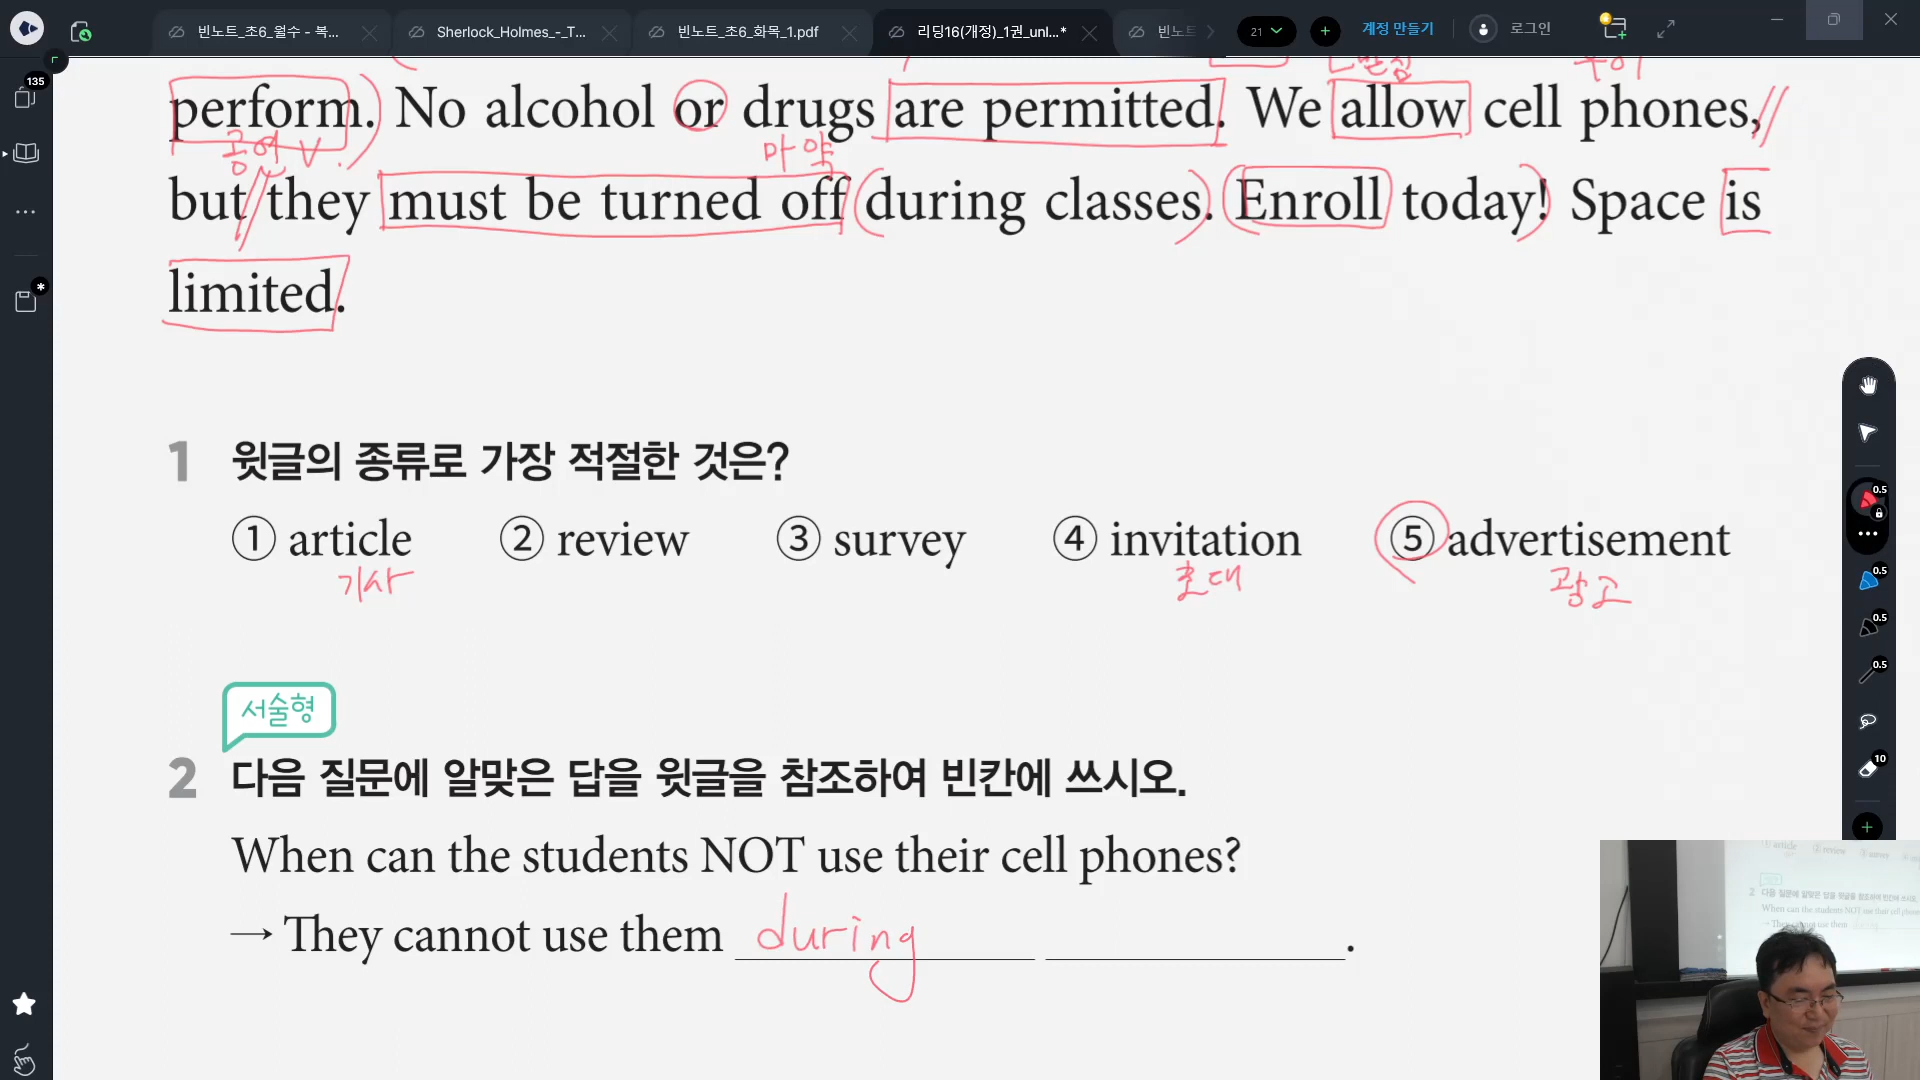 빈노트_초6_월수 - 복...
Sherlock_Holmes_-_T...
빈노트_초6_화목_1.pdf
리딩16(개정)_1권_unl...*
빈노트
21
계정 만들기
로그인
135
perform. No alcohol or drugs are permitted. We allow cell phones,
공연 V.
마약
but they must be turned off during classes. Enroll today! Space is
limited.
1 윗글의 종류로 가장 적절한 것은?
① article ② review ③ survey ④ invitation ⑤ advertisement
기사 초대 광고
서술형
2 다음 질문에 알맞은 답을 윗글을 참조하여 빈칸에 쓰시오.
When can the students NOT use their cell phones?
→ They cannot use them during .
0.5
0.5
0.5
0.5
10